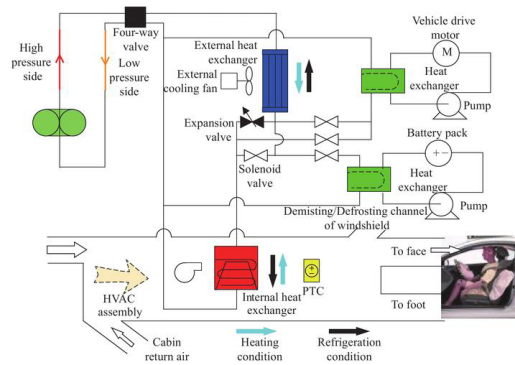 High
pressure
side
Four-way
valve
Low
pressure
side
External heat
exchanger
External
cooling fan
Expansion
valve
Solenoid
valve
Vehicle drive
motor
M
Heat
exchanger
Pump
Battery pack
+ −
Heat
exchanger
Pump
Demisting/Defrosting channel
of windshield
To face
To foot
HVAC
assembly
Internal heat
exchanger
PTC
Cabin
return air
Heating
condition
Refrigeration
condition